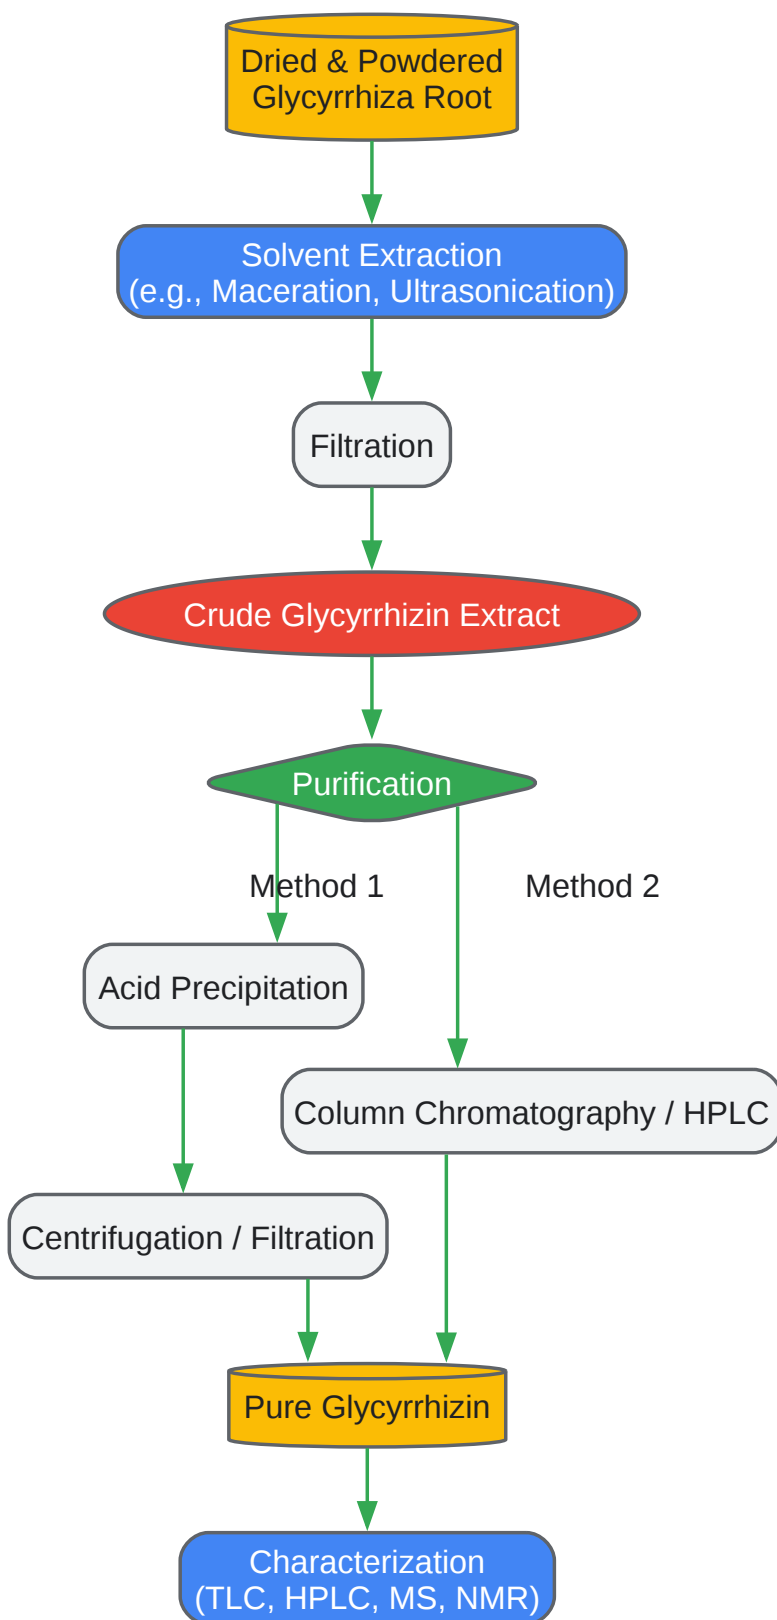 Dried & Powdered
Glycyrrhiza Root
Solvent Extraction
(e.g., Maceration, Ultrasonication)
Filtration
Crude Glycyrrhizin Extract
Purification
Method 1
Method 2
Acid Precipitation
Column Chromatography / HPLC
Centrifugation / Filtration
Pure Glycyrrhizin
Characterization
(TLC, HPLC, MS, NMR)